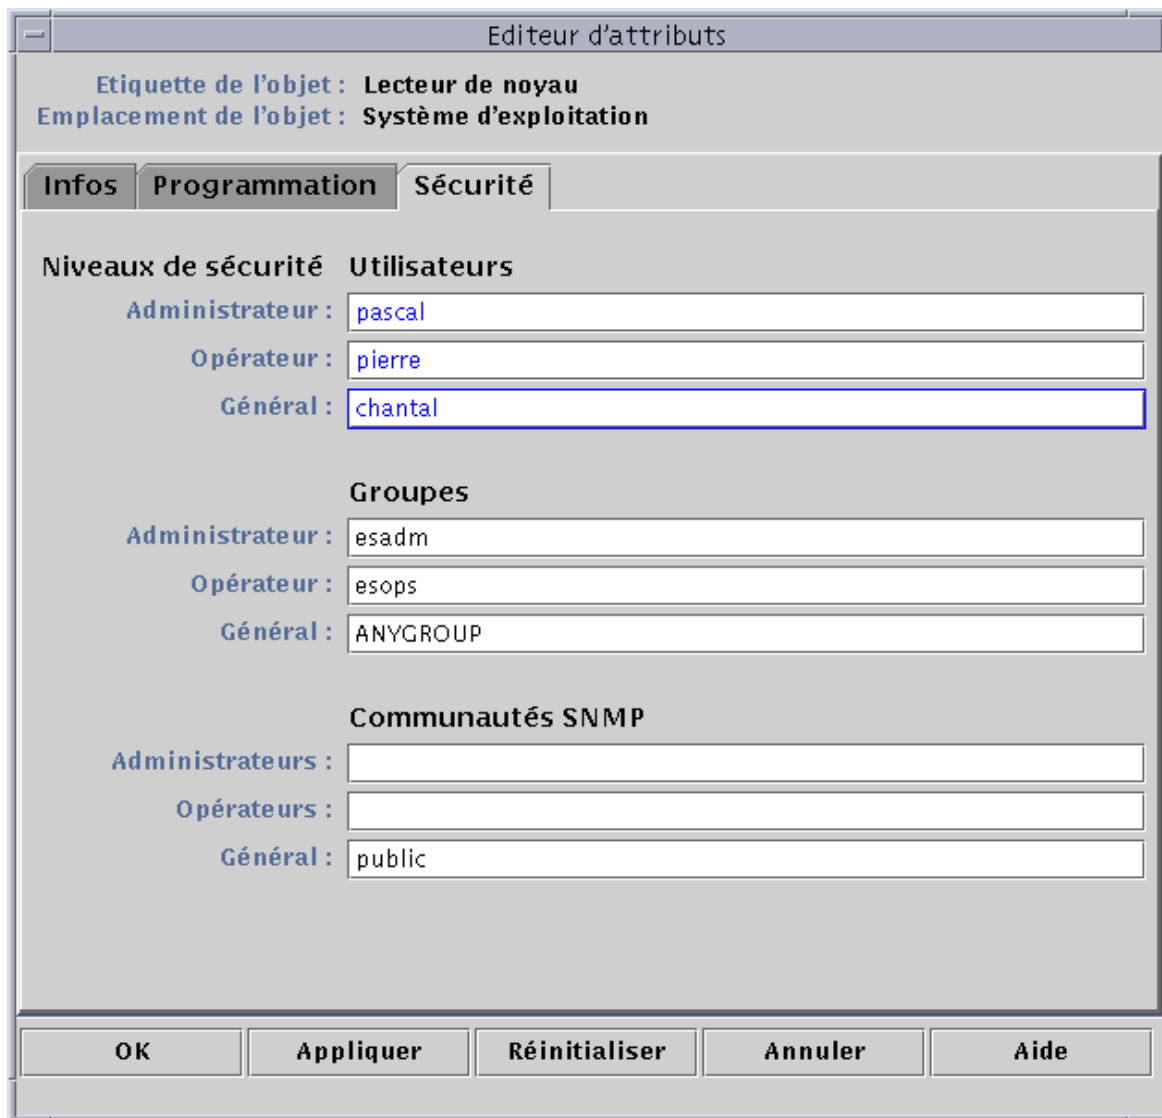 Editeur d'attributs
Etiquette de l'objet : Lecteur de noyau
Emplacement de l'objet : Système d'exploitation
Infos Programmation Sécurité
Niveaux de sécurité Utilisateurs
Administrateur : pascal
Opérateur : pierre
Général : chantal
Groupes
Administrateur : esadm
Opérateur : esops
Général : ANYGROUP
Communautés SNMP
Administrateurs :
Opérateurs :
Général : public
OK Appliquer Réinitialiser Annuler Aide